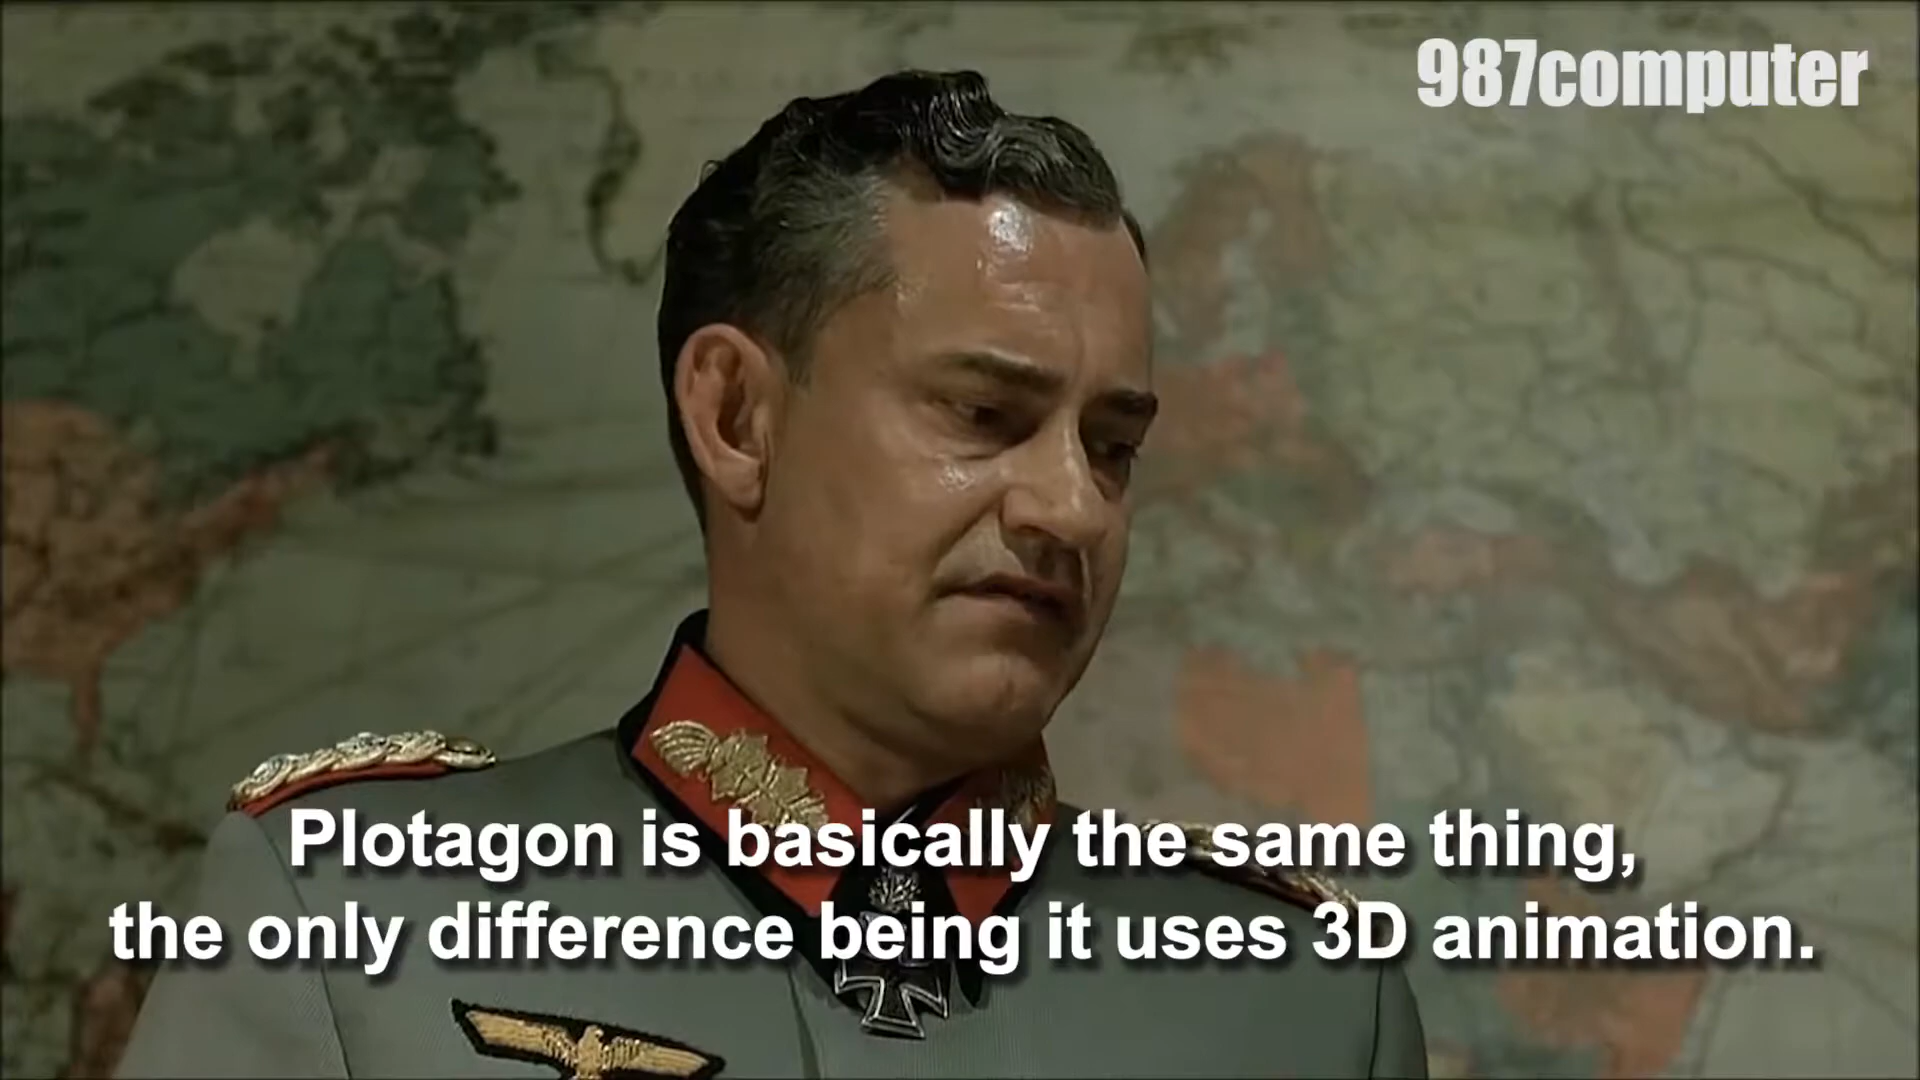 987computer
Plotagon is basically the same thing,
the only difference being it uses 3D animation.